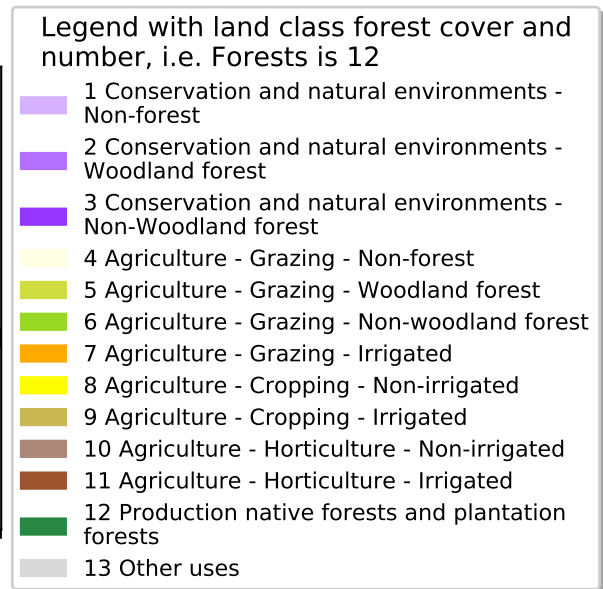 Legend with land class forest cover and
number, i.e. Forests is 12
1 Conservation and natural environments -
Non-forest
2 Conservation and natural environments -
Woodland forest
3 Conservation and natural environments -
Non-Woodland forest
4 Agriculture - Grazing - Non-forest
5 Agriculture - Grazing - Woodland forest
6 Agriculture - Grazing - Non-woodland forest
7 Agriculture - Grazing - Irrigated
8 Agriculture - Cropping - Non-irrigated
9 Agriculture - Cropping - Irrigated
10 Agriculture - Horticulture - Non-irrigated
11 Agriculture - Horticulture - Irrigated
12 Production native forests and plantation
forests
13 Other uses